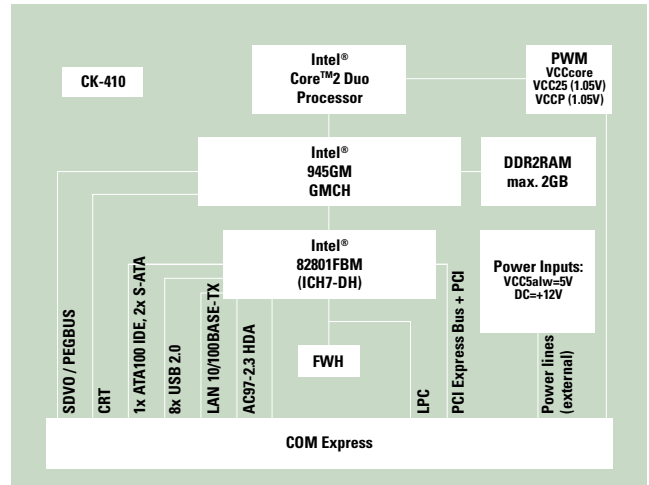 CK-410
Intel®
Core™2 Duo
Processor
PWM
VCCcore
VCC25 (1.05V)
VCCP (1.05V)
Intel®
945GM
GMCH
DDR2RAM
max. 2GB
Intel®
82801FBM
(ICH7-DH)
Power Inputs:
VCC5alw=5V
DC=+12V
FWH
SDVO / PEGBUS
CRT
1x ATA100 IDE, 2x S-ATA
8x USB 2.0
LAN 10/100BASE-TX
AC97-2.3 HDA
LPC
PCI Express Bus + PCI
Power lines
(external)
COM Express